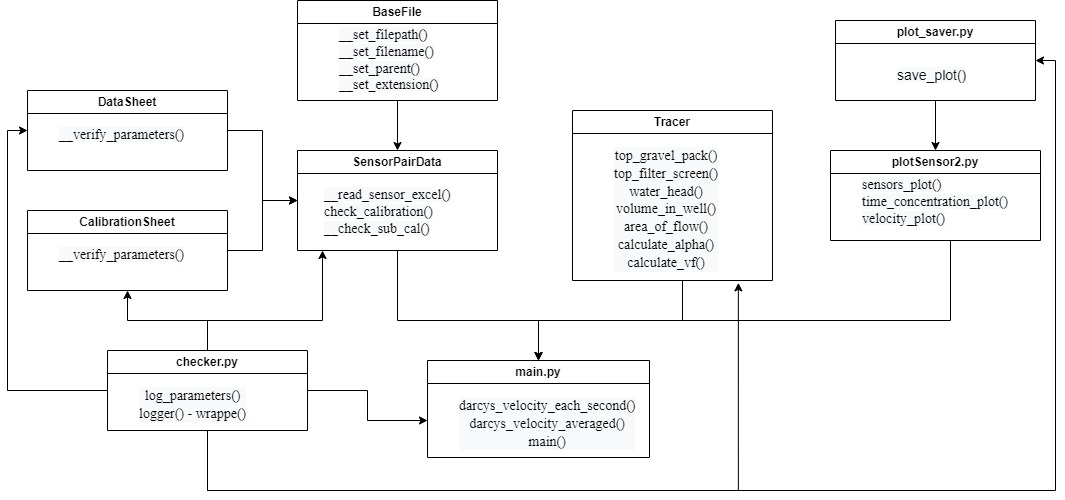 BaseFile
__set_filepath()
__set_filename()
__set_parent()
__set_extension()
plot_saver.py
save_plot()
DataSheet
__verify_parameters()
Tracer
top_gravel_pack()
top_filter_screen()
water_head()
volume_in_well()
area_of_flow()
calculate_alpha()
calculate_vf()
SensorPairData
__read_sensor_excel()
check_calibration()
__check_sub_cal()
plotSensor2.py
sensors_plot()
time_concentration_plot()
velocity_plot()
CalibrationSheet
__verify_parameters()
checker.py
log_parameters()
logger() - wrappe()
main.py
darcys_velocity_each_second()
darcys_velocity_averaged()
main()